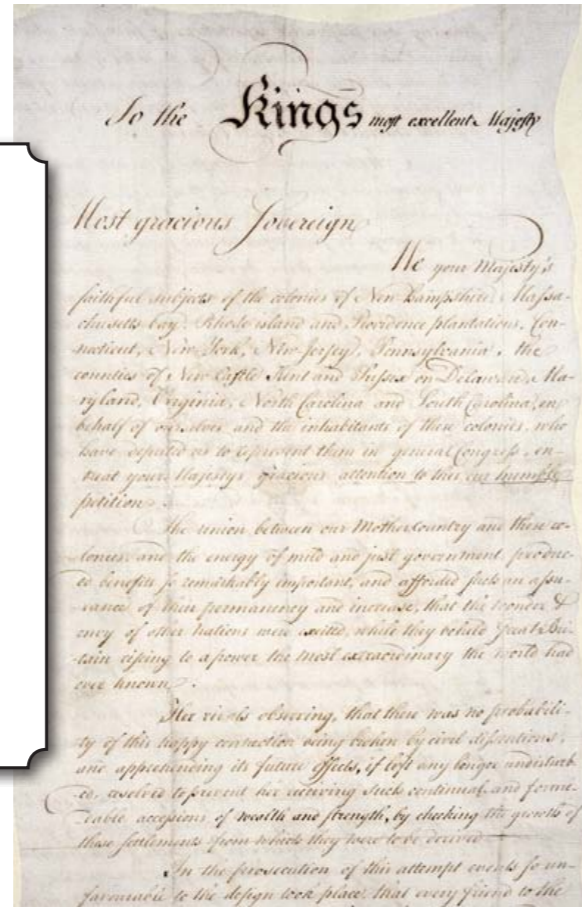 To the Kings most excellent Majesty
Most gracious Sovereign
We your Majesty's
faithful subjects of the colonies of New Hampshire, Massa-
chusetts bay, Rhode island and Providence plantations, Con-
necticut, New York, New Jersey, Pennsylvania, the
counties of New Castle Kent and Sussex on Delaware, Ma-
ryland, Virginia, North Carolina and South Carolina, in
behalf of ourselves and the inhabitants of these colonies, who
have deputed us to represent them in general Congress, en-
treat your Majestys gracious attention to this our humble
petition.
The union between our Mother Country and these co-
lonies, and the energy of mild and just government, produc-
ed benefits so remarkably important, and afforded such an assu-
rance of their permanency and increase, that the wonder &
envy of other Nations were excited, while they beheld Great Bri-
tain riseing to a power the most extraordinary the world had
ever known.
Her rivals observing, that there was no probabili-
ty of this happy connection being broken by civil dissentions,
and apprehending its future effects, if left any longer undisturb-
ed, resolved to prevent her receiving such continual and formi-
dable accessions of wealth and strength, by checking the growth of
these settlements from which they were to be derived
In the prosecution of this attempt events so un-
favourable to the design took place, that every friend to the